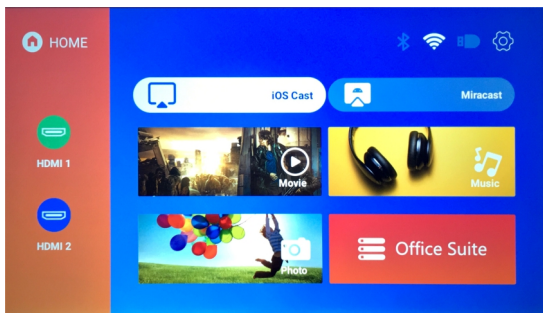 HOME
iOS Cast
Miracast
HDMI 1
Movie
Music
HDMI 2
Photo
Office Suite